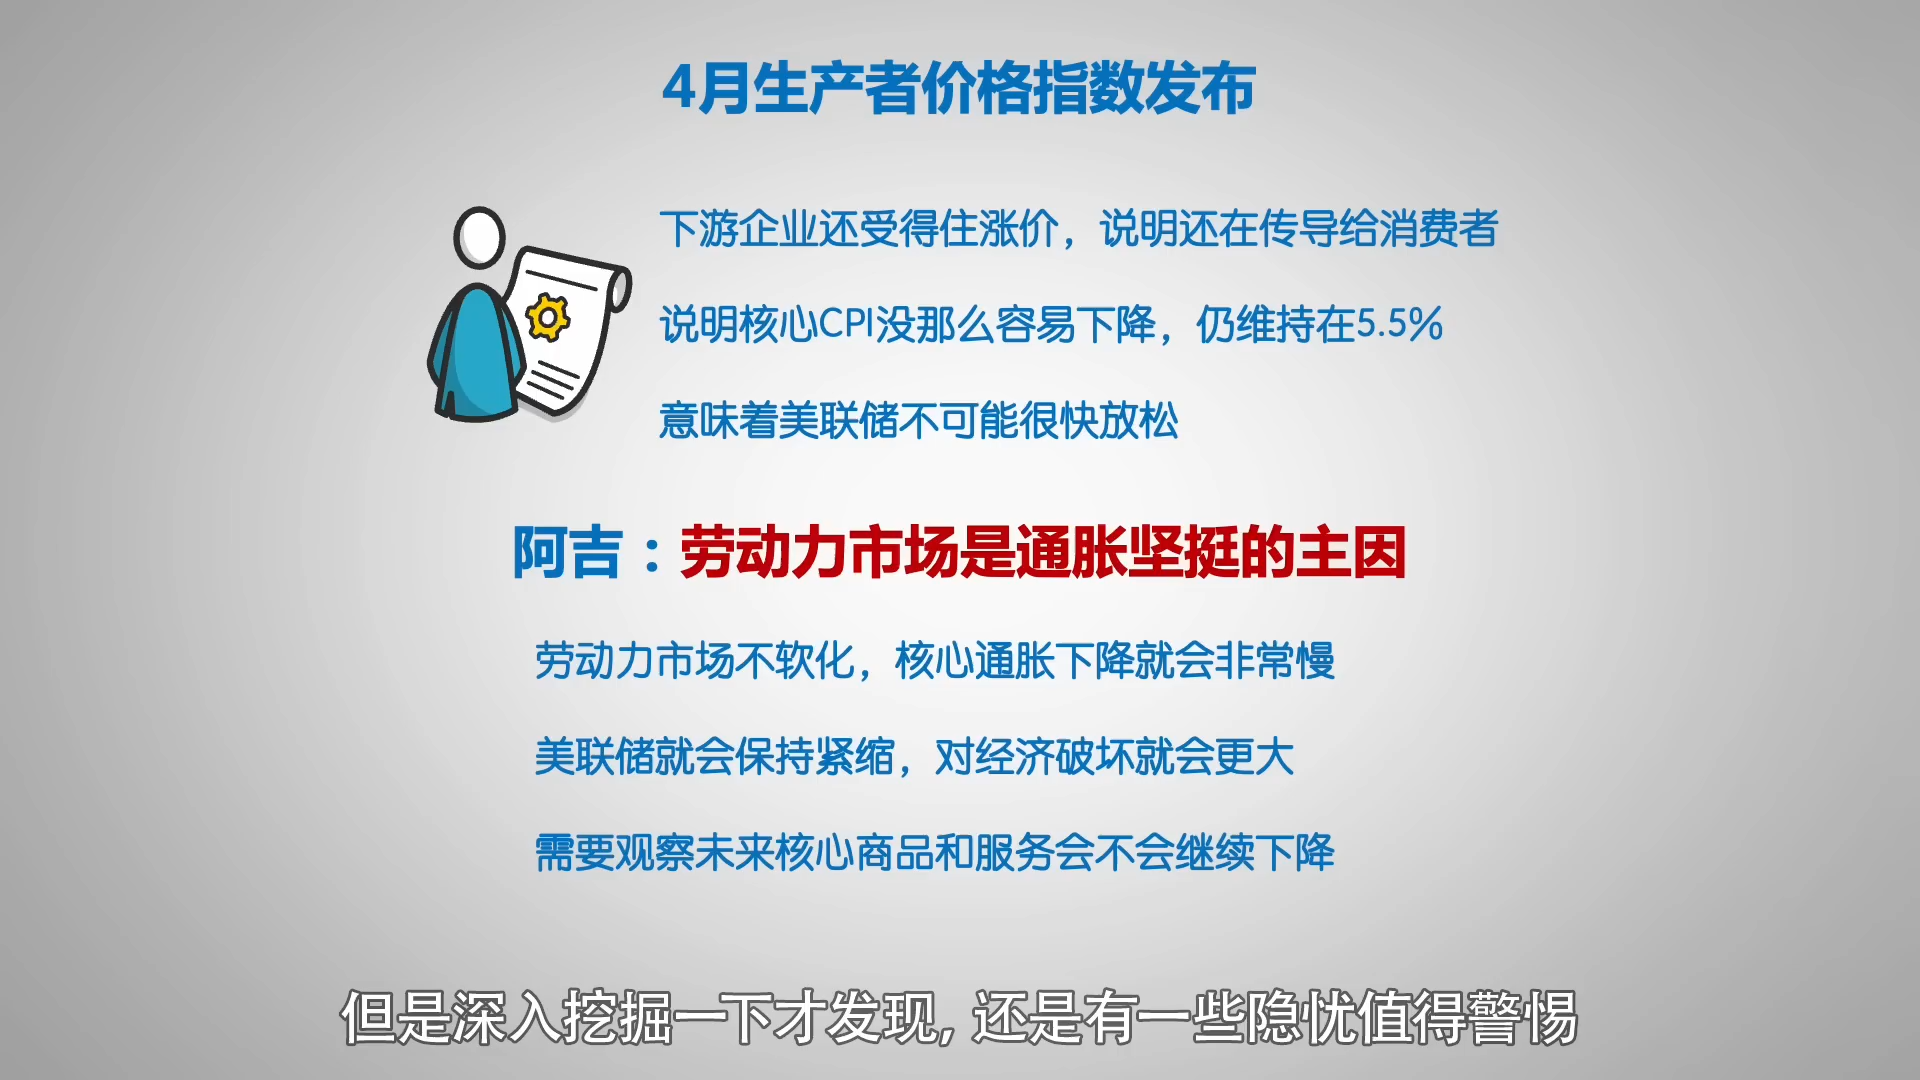 4月生产者价格指数发布
下游企业还受得住涨价，说明还在传导给消费者
说明核心CPI没那么容易下降，仍维持在5.5%
意味着美联储不可能很快放松
阿吉：劳动力市场是通胀坚挺的主因
劳动力市场不软化，核心通胀下降就会非常慢
美联储就会保持紧缩，对经济破坏就会更大
需要观察未来核心商品和服务会不会继续下降
但是深入挖掘一下才发现，还是有一些隐忧值得警惕